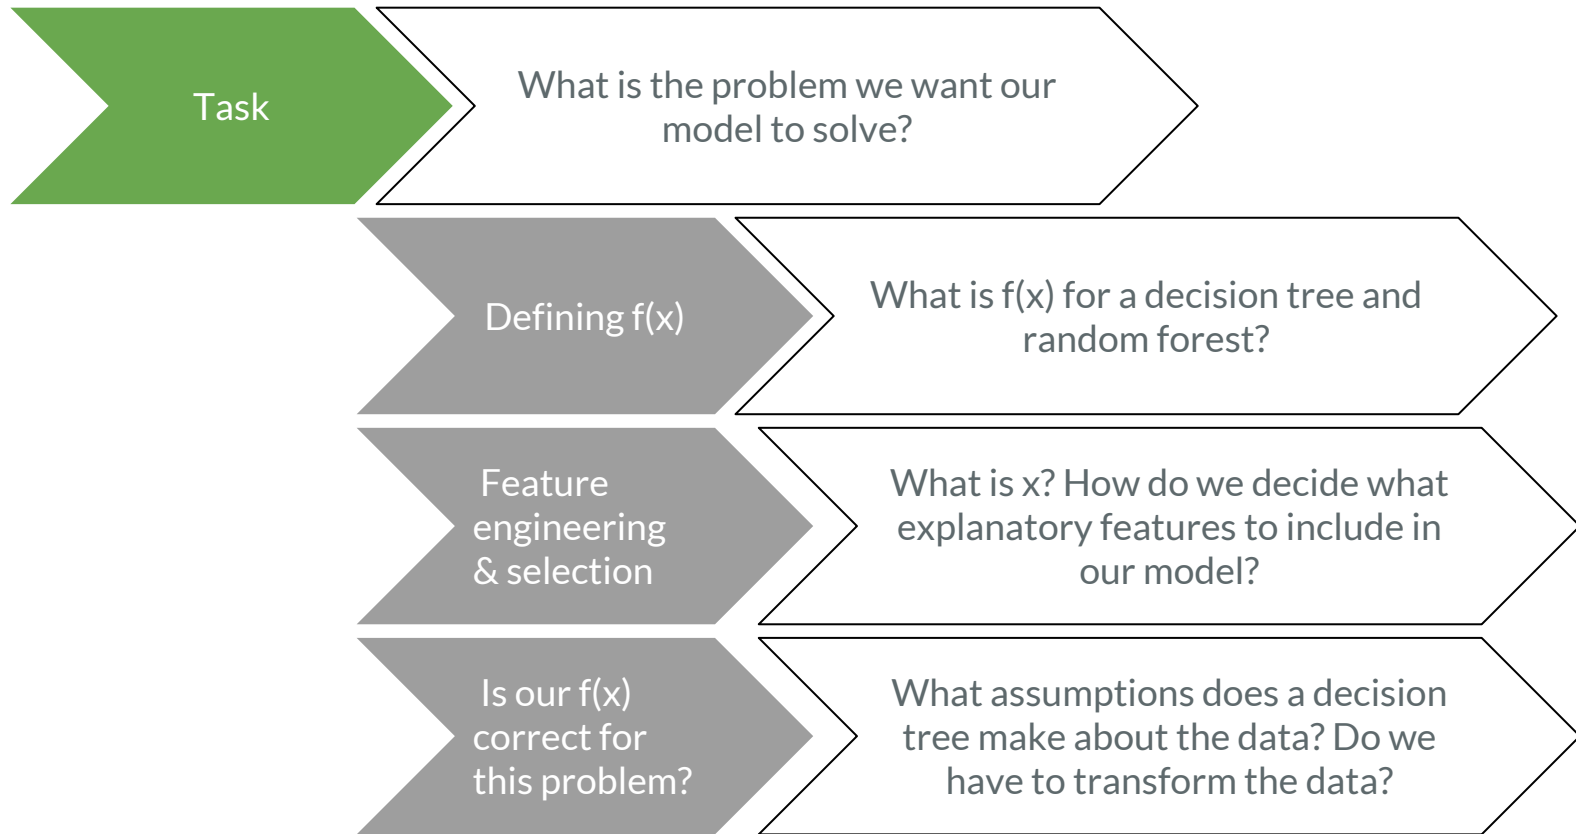 Task
What is the problem we want our
model to solve?
Defining f(x)
What is f(x) for a decision tree and
random forest?
Feature
engineering
& selection
What is x? How do we decide what
explanatory features to include in
our model?
Is our f(x)
correct for
this problem?
What assumptions does a decision
tree make about the data? Do we
have to transform the data?